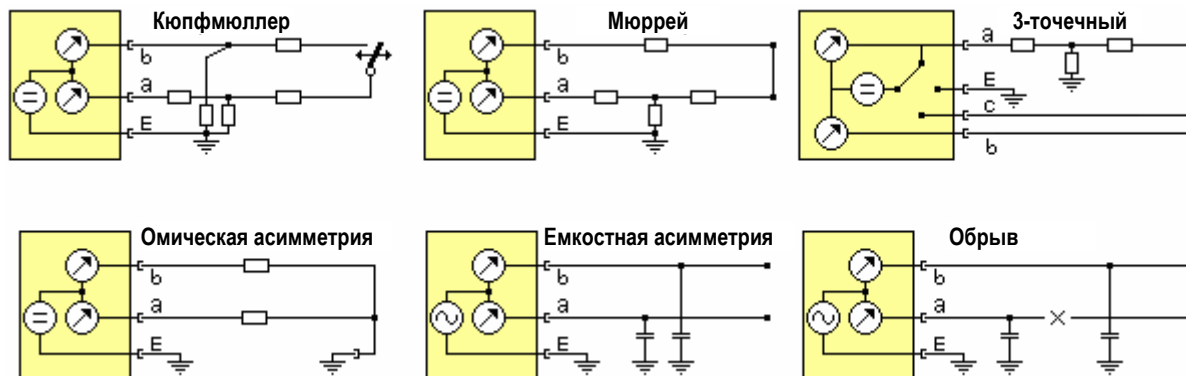 Кюпфмюллер
b
a
E
Мюррей
b
a
E
3-точечный
a
E
c
b
Омическая асимметрия
b
a
E
Емкостная асимметрия
b
a
E
Обрыв
b
a
E